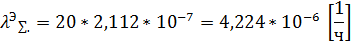 λ^Э_Σ. = 20 * 2,112 * 10^−7 = 4,224 * 10^−6 [1/ч]